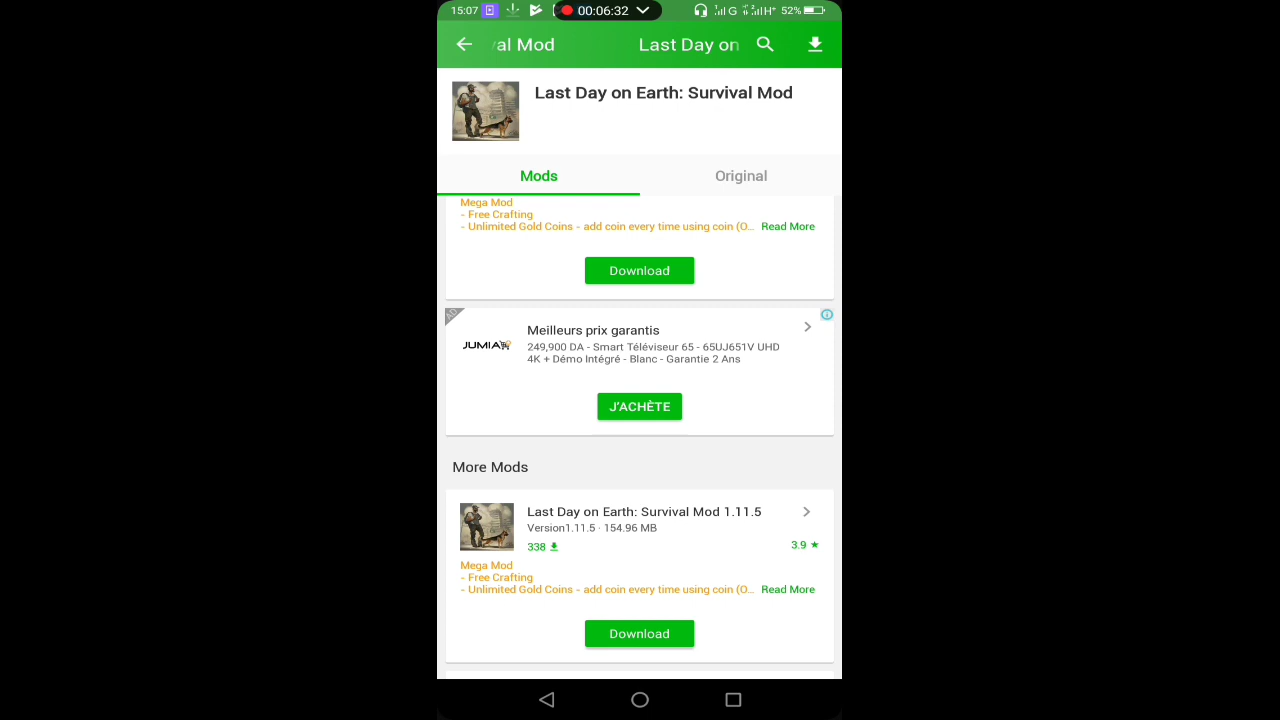 15:07 00:06:32 G H+ 52%
al Mod Last Day on
Last Day on Earth: Survival Mod
Mods Original
Mega Mod
- Free Crafting
- Unlimited Gold Coins - add coin every time using coin (O... Read More
Download
AD
Meilleurs prix garantis
JUMIA
249,900 DA - Smart Téléviseur 65 - 65UJ651V UHD
4K + Démo Intégré - Blanc - Garantie 2 Ans
J'ACHÈTE
More Mods
Last Day on Earth: Survival Mod 1.11.5
Version1.11.5 · 154.96 MB
338 3.9 ★
Mega Mod
- Free Crafting
- Unlimited Gold Coins - add coin every time using coin (O... Read More
Download